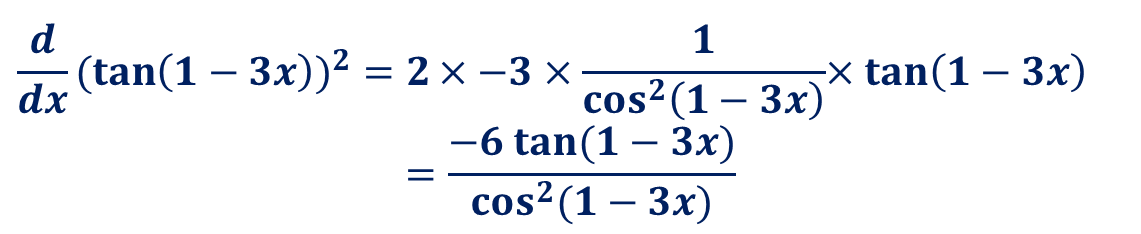 d/dx (tan(1 − 3x))² = 2 × −3 × 1/cos²(1 − 3x) × tan(1 − 3x)
= −6 tan(1 − 3x)/cos²(1 − 3x)